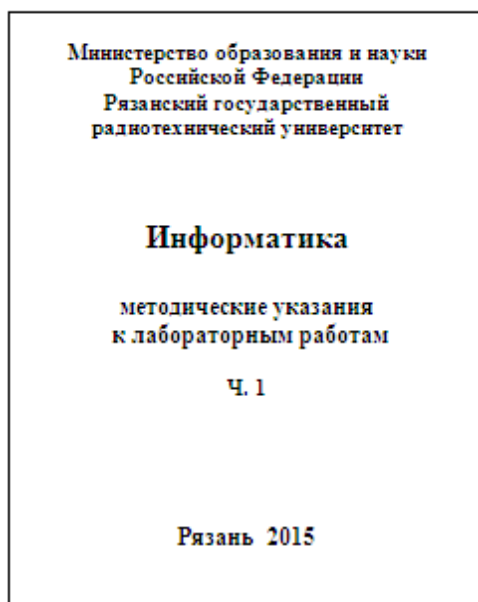 Министерство образования и науки
Российской Федерации
Рязанский государственный
радиотехнический университет
Информатика
методические указания
к лабораторным работам
Ч. 1
Рязань 2015